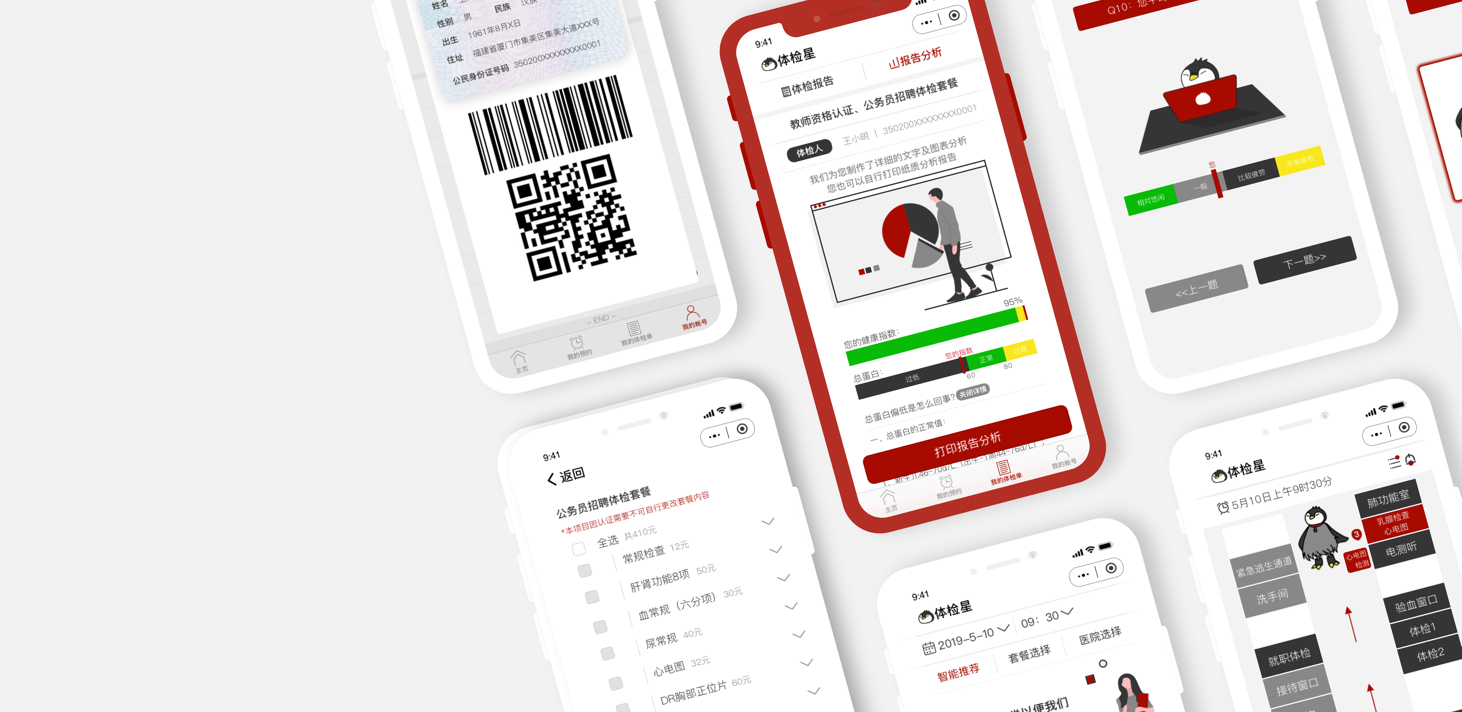 姓名
性别 男 民族 汉族
出生 1961年8月X日
住址 福建省厦门市集美区集美大道XXX号
公民身份证号码 350200XXXXXXXX0001
- END -
主页
我的预约
我的体检单
我的帐号
9:41
体检星
体检报告
报告分析
教师资格认证、公务员招聘体检套餐
体检人 王小明 | 350200XXXXXXXX0001
我们为您制作了详细的文字及图表分析
您也可以自行打印纸质分析报告
95%
您的健康指数:
您的指数
总蛋白:
过低
正常
过高
60
80
总蛋白偏低是怎么回事?
关闭详情
一、总蛋白的正常值:
打印报告分析
主页
我的预约
我的体检单
我的账号
您
相对悠闲
一般
比较疲劳
非常疲劳
<<上一题
下一题>>
9:41
返回
公务员招聘体检套餐
*本项目因认证需要不可自行更改套餐内容
全选 共410元
常规检查 12元
肝肾功能8项 50元
血常规（六分项） 30元
尿常规 40元
心电图 32元
DR胸部正位片 60元
9:41
体检星
2019-5-10
09: 30
智能推荐
套餐选择
医院选择
以便我们
9:41
体检星
5月10日上午9时30分
肺功能室
乳腺检查
心电图
3
心电图
检测
电测听
紧急逃生通道
洗手间
验血窗口
体检1
体检2
就职体检
接待窗口